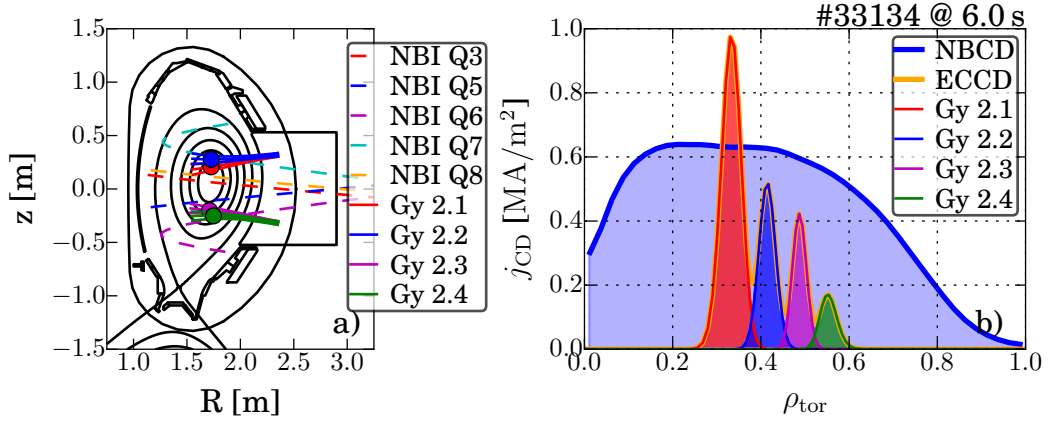 #33134 @ 6.0 s
1.5
1.0
0.5
0.0
−0.5
−1.0
−1.5
z [m]
1.0 1.5 2.0 2.5 3.0
R [m]
a)
NBI Q3
NBI Q5
NBI Q6
NBI Q7
NBI Q8
Gy 2.1
Gy 2.2
Gy 2.3
Gy 2.4
1.0
0.8
0.6
0.4
0.2
0.0
j_CD [MA/m²]
0.0 0.2 0.4 0.6 0.8 1.0
ρ_tor
b)
NBCD
ECCD
Gy 2.1
Gy 2.2
Gy 2.3
Gy 2.4